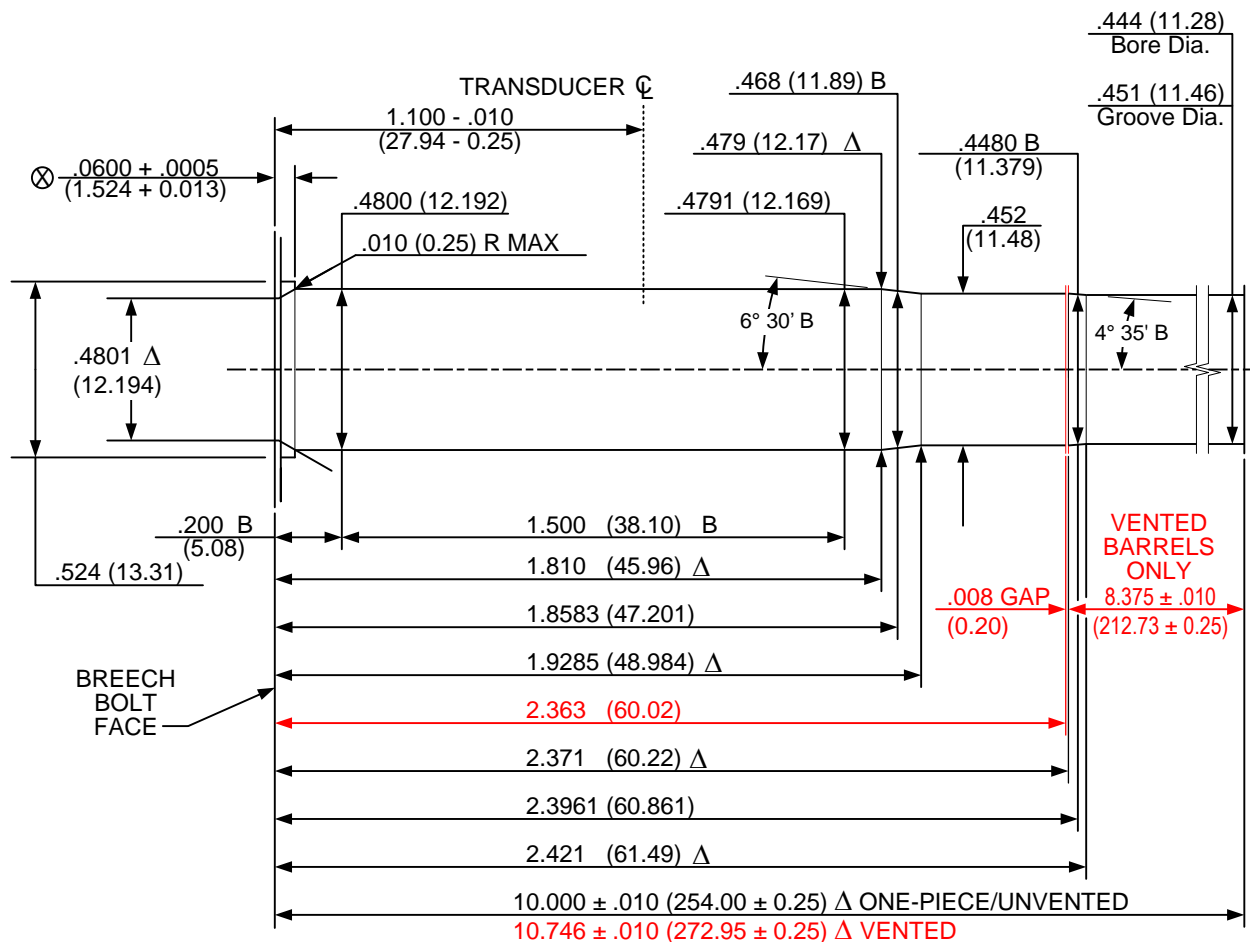 .444 (11.28)
Bore Dia.
TRANSDUCER ℄
.468 (11.89) B
1.100 - .010
(27.94 - 0.25)
.451 (11.46)
Groove Dia.
.479 (12.17) Δ
.4480 B
(11.379)
⊗ .0600 + .0005
(1.524 + 0.013)
.4800 (12.192)
.4791 (12.169)
.452
(11.48)
.010 (0.25) R MAX
6° 30' B
4° 35' B
.4801 Δ
(12.194)
.200 B
(5.08)
1.500 (38.10) B
VENTED
BARRELS
ONLY
8.375 ± .010
(212.73 ± 0.25)
.524 (13.31)
1.810 (45.96) Δ
.008 GAP
(0.20)
1.8583 (47.201)
1.9285 (48.984) Δ
BREECH
BOLT
FACE
2.363 (60.02)
2.371 (60.22) Δ
2.3961 (60.861)
2.421 (61.49) Δ
10.000 ± .010 (254.00 ± 0.25) Δ ONE-PIECE/UNVENTED
10.746 ± .010 (272.95 ± 0.25) Δ VENTED